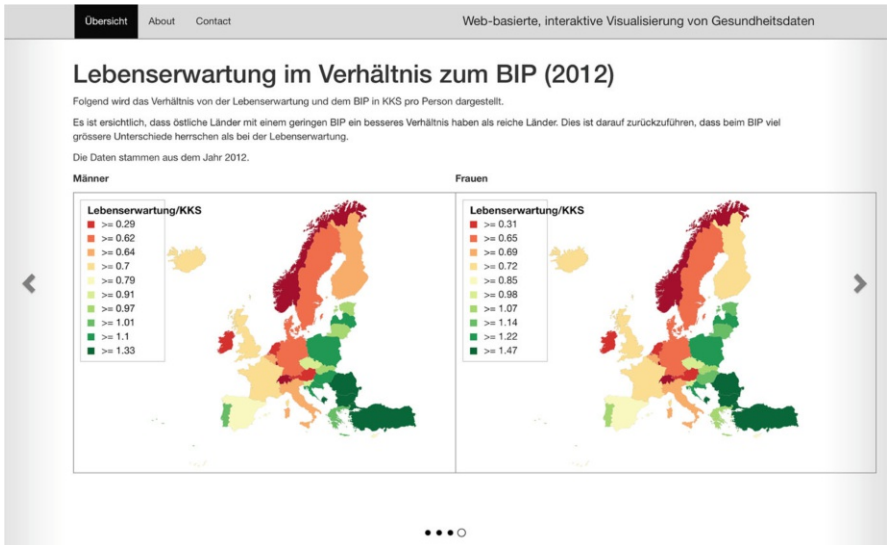 Übersicht About Contact Web-basierte, interaktive Visualisierung von Gesundheitsdaten
Lebenserwartung im Verhältnis zum BIP (2012)
Folgend wird das Verhältnis von der Lebenserwartung und dem BIP in KKS pro Person dargestellt.
Es ist ersichtlich, dass östliche Länder mit einem geringen BIP ein besseres Verhältnis haben als reiche Länder. Dies ist darauf zurückzuführen, dass beim BIP viel
grössere Unterschiede herrschen als bei der Lebenserwartung.
Die Daten stammen aus dem Jahr 2012.
Männer
Lebenserwartung/KKS
>= 0.29
>= 0.62
>= 0.64
>= 0.7
>= 0.79
>= 0.91
>= 0.97
>= 1.01
>= 1.1
>= 1.33
Frauen
Lebenserwartung/KKS
>= 0.31
>= 0.65
>= 0.69
>= 0.72
>= 0.85
>= 0.98
>= 1.07
>= 1.14
>= 1.22
>= 1.47